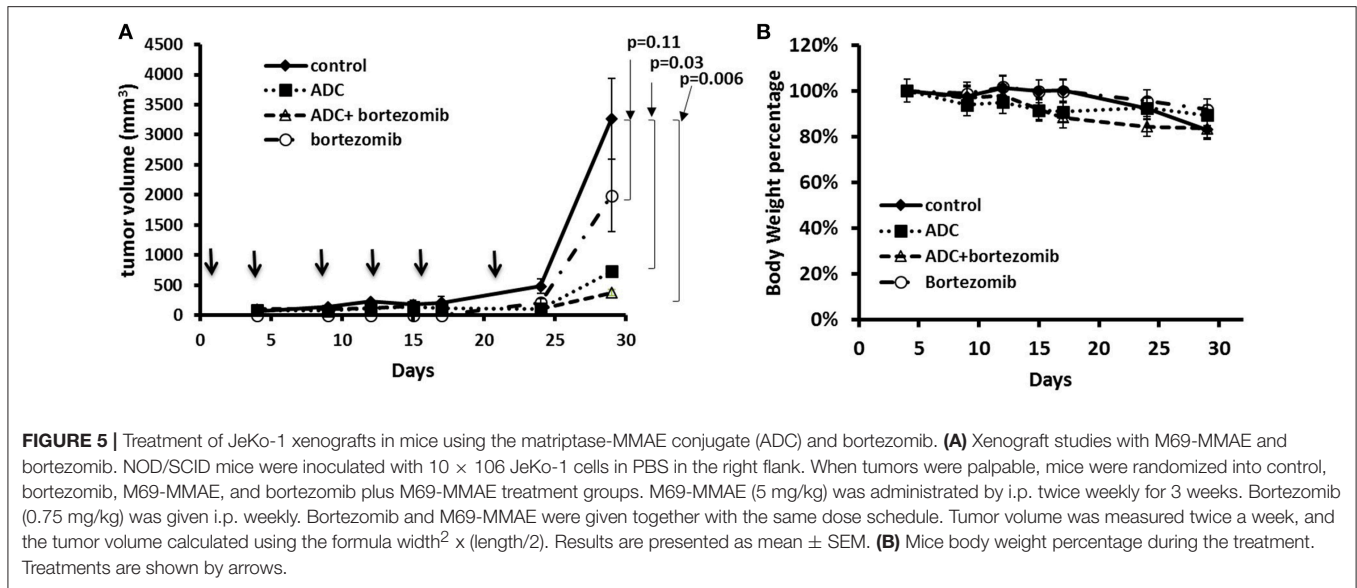 A
4500
4000
3500
3000
2500
2000
1500
1000
500
0
tumor volume (mm³)
control
ADC
ADC+ bortezomib
bortezomib
p=0.11
p=0.03
p=0.006
0 5 10 15 20 25 30
Days
B
120%
100%
80%
60%
40%
20%
0%
Body Weight percentage
control
ADC
ADC+bortezomib
Bortezomib
0 5 10 15 20 25 30
Days
FIGURE 5 | Treatment of JeKo-1 xenografts in mice using the matriptase-MMAE conjugate (ADC) and bortezomib. (A) Xenograft studies with M69-MMAE and
bortezomib. NOD/SCID mice were inoculated with 10 × 106 JeKo-1 cells in PBS in the right flank. When tumors were palpable, mice were randomized into control,
bortezomib, M69-MMAE, and bortezomib plus M69-MMAE treatment groups. M69-MMAE (5 mg/kg) was administrated by i.p. twice weekly for 3 weeks. Bortezomib
(0.75 mg/kg) was given i.p. weekly. Bortezomib and M69-MMAE were given together with the same dose schedule. Tumor volume was measured twice a week, and
the tumor volume calculated using the formula width² x (length/2). Results are presented as mean ± SEM. (B) Mice body weight percentage during the treatment.
Treatments are shown by arrows.